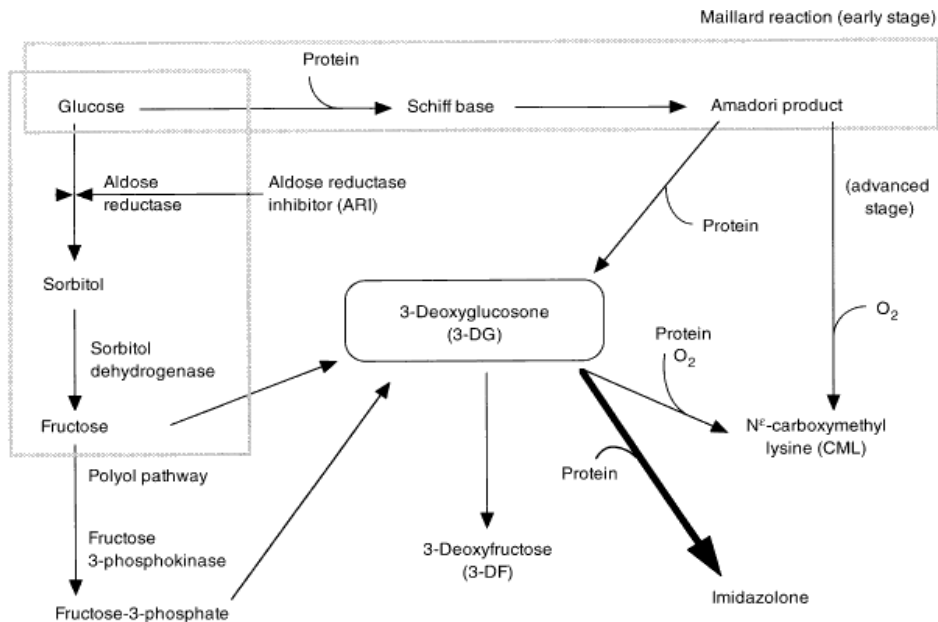 Maillard reaction (early stage)
Protein
Glucose
Schiff base
Amadori product
Aldose
reductase
Aldose reductase
inhibitor (ARI)
(advanced
stage)
Protein
Sorbitol
3-Deoxyglucosone
(3-DG)
O2
Protein
O2
Sorbitol
dehydrogenase
Fructose
Nε-carboxymethyl
lysine (CML)
Polyol pathway
Protein
Fructose
3-phosphokinase
3-Deoxyfructose
(3-DF)
Imidazolone
Fructose-3-phosphate